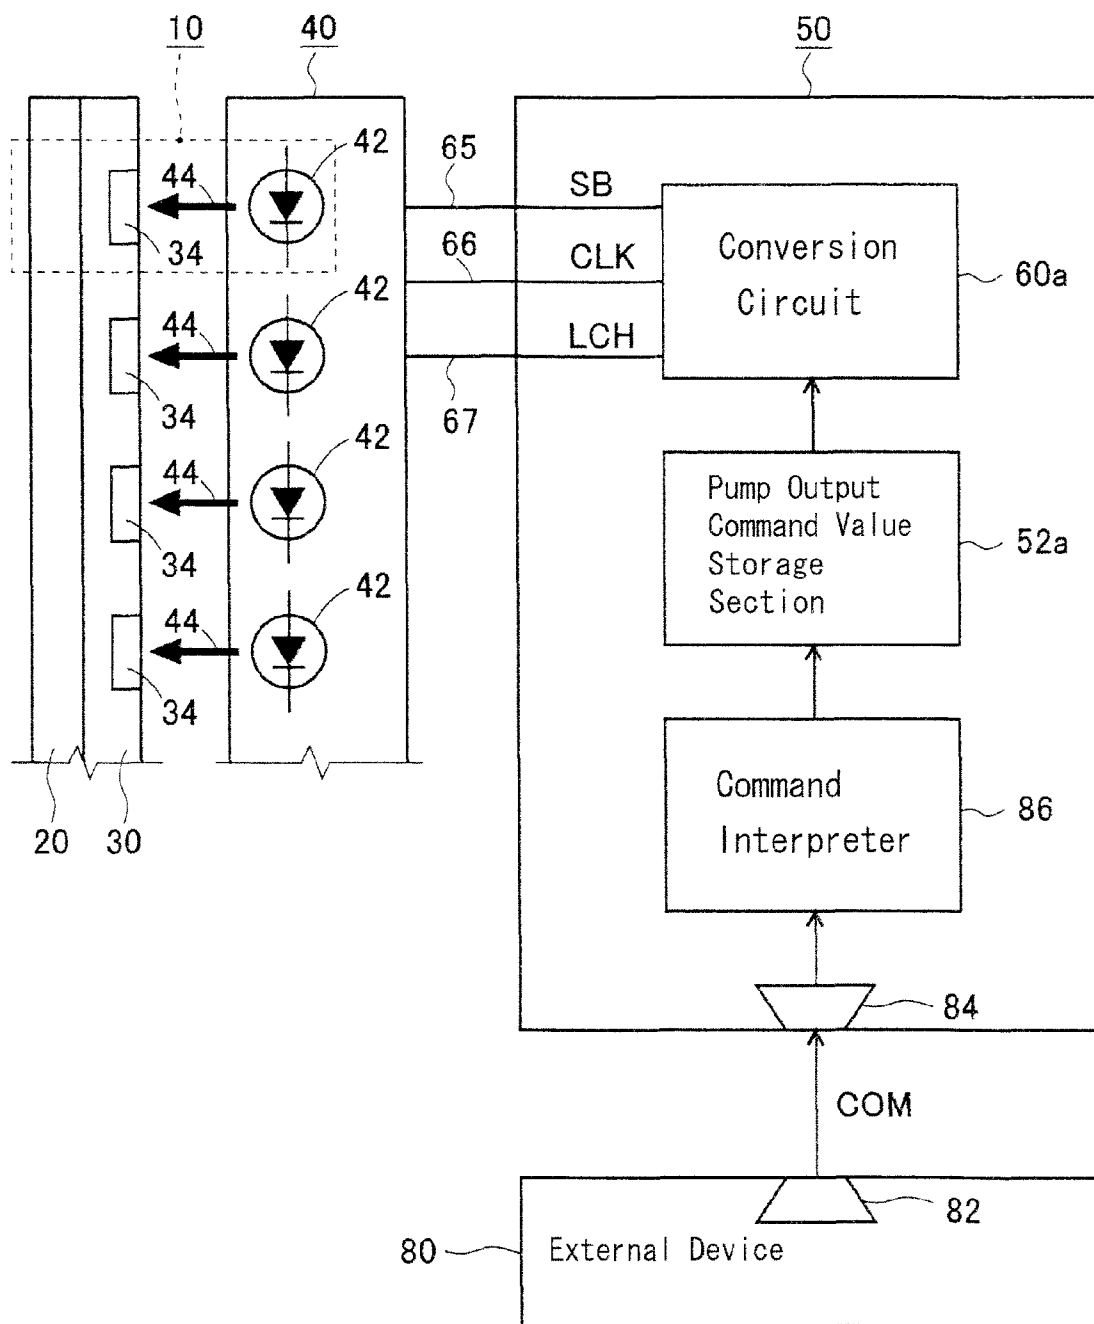 10
40
50
42
44
65
SB
34
66
CLK
Conversion
Circuit
60a
42
44
LCH
67
34
42
44
Pump Output
Command Value
Storage
Section
52a
34
42
44
34
Command
Interpreter
86
20
30
84
COM
82
80
External Device